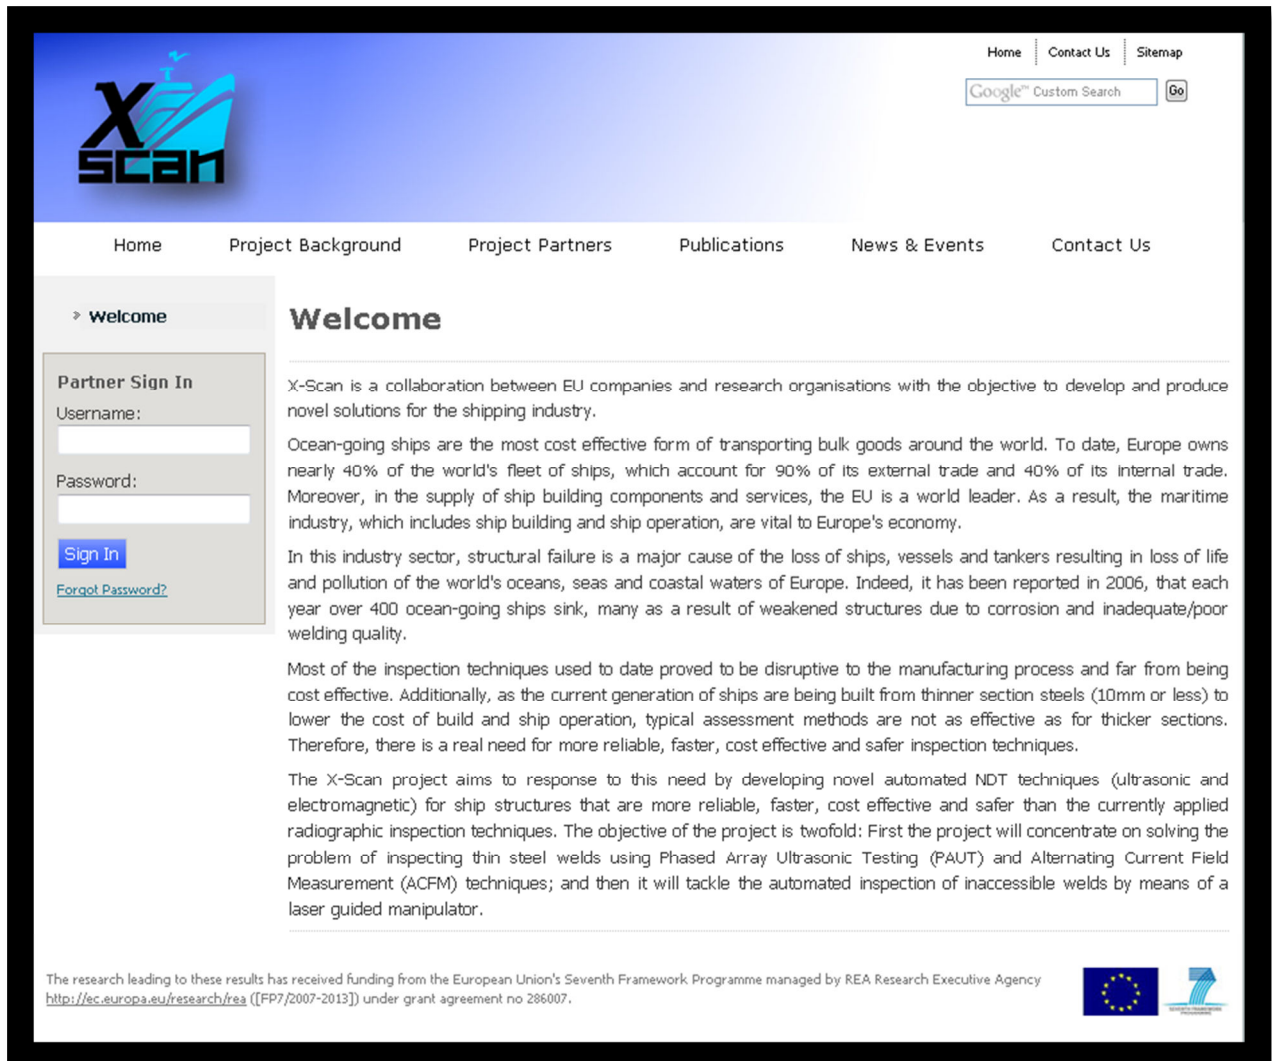 Home Contact Us Sitemap
Google™ Custom Search Go
X
scan
Home Project Background Project Partners Publications News & Events Contact Us
» Welcome
Partner Sign In
Username:
Password:
Sign In
Forgot Password?
Welcome
X-Scan is a collaboration between EU companies and research organisations with the objective to develop and produce
novel solutions for the shipping industry.
Ocean-going ships are the most cost effective form of transporting bulk goods around the world. To date, Europe owns
nearly 40% of the world's fleet of ships, which account for 90% of its external trade and 40% of its internal trade.
Moreover, in the supply of ship building components and services, the EU is a world leader. As a result, the maritime
industry, which includes ship building and ship operation, are vital to Europe's economy.
In this industry sector, structural failure is a major cause of the loss of ships, vessels and tankers resulting in loss of life
and pollution of the world's oceans, seas and coastal waters of Europe. Indeed, it has been reported in 2006, that each
year over 400 ocean-going ships sink, many as a result of weakened structures due to corrosion and inadequate/poor
welding quality.
Most of the inspection techniques used to date proved to be disruptive to the manufacturing process and far from being
cost effective. Additionally, as the current generation of ships are being built from thinner section steels (10mm or less) to
lower the cost of build and ship operation, typical assessment methods are not as effective as for thicker sections.
Therefore, there is a real need for more reliable, faster, cost effective and safer inspection techniques.
The X-Scan project aims to response to this need by developing novel automated NDT techniques (ultrasonic and
electromagnetic) for ship structures that are more reliable, faster, cost effective and safer than the currently applied
radiographic inspection techniques. The objective of the project is twofold: First the project will concentrate on solving the
problem of inspecting thin steel welds using Phased Array Ultrasonic Testing (PAUT) and Alternating Current Field
Measurement (ACFM) techniques; and then it will tackle the automated inspection of inaccessible welds by means of a
laser guided manipulator.
The research leading to these results has received funding from the European Union's Seventh Framework Programme managed by REA Research Executive Agency
http://ec.europa.eu/research/rea ([FP7/2007-2013]) under grant agreement no 286007.
SEVENTH FRAMEWORK
PROGRAMME